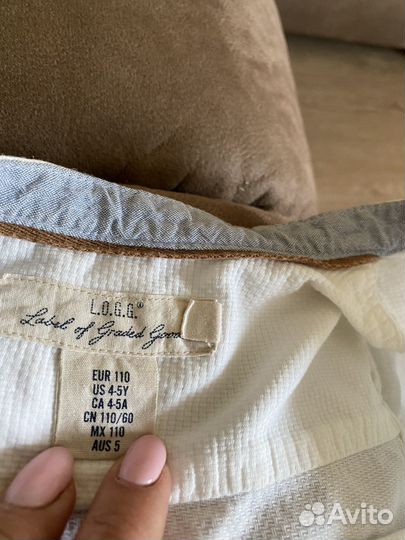 L.O.G.G.®
Label of Graded Goo
EUR 110
US 4-5Y
CA 4-5A
CN 110/60
MX 110
AUS 5
Avito